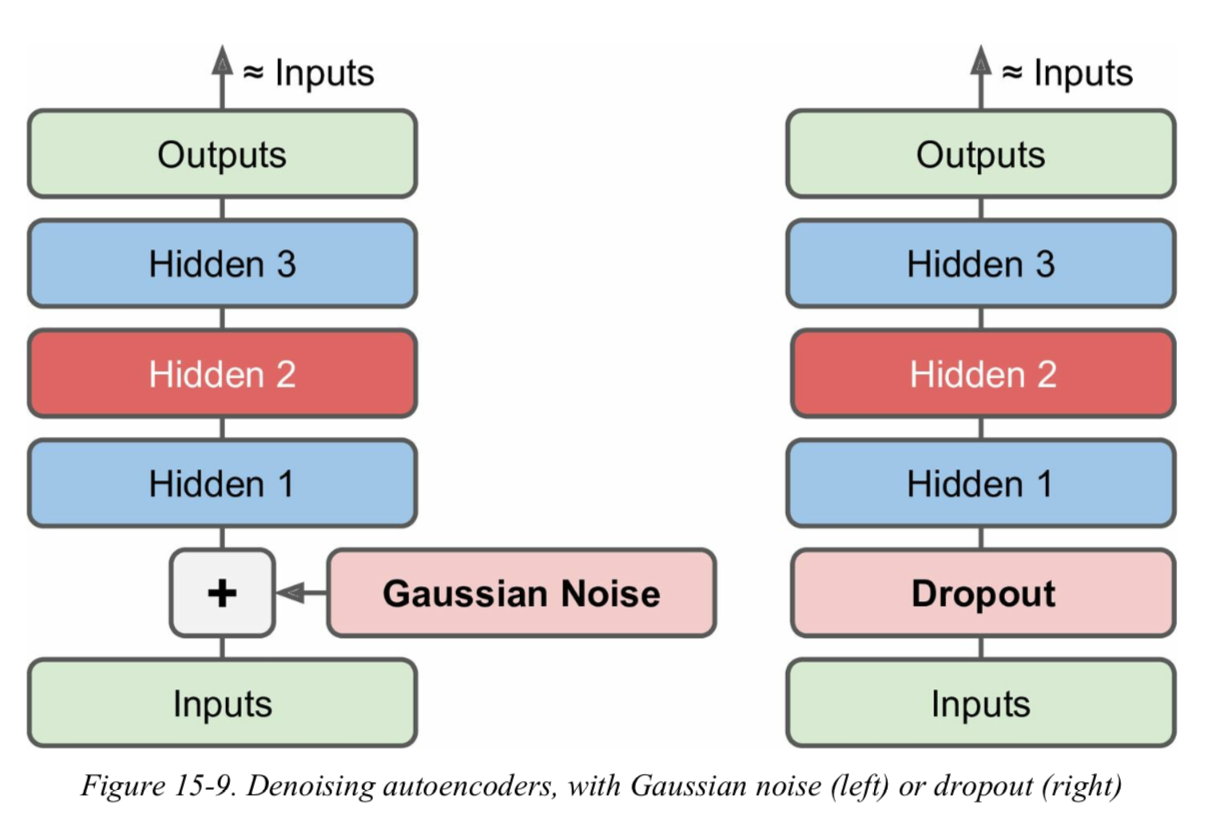 ≈ Inputs
Outputs
Hidden 3
Hidden 2
Hidden 1
+
Gaussian Noise
Inputs
≈ Inputs
Outputs
Hidden 3
Hidden 2
Hidden 1
Dropout
Inputs
Figure 15-9. Denoising autoencoders, with Gaussian noise (left) or dropout (right)